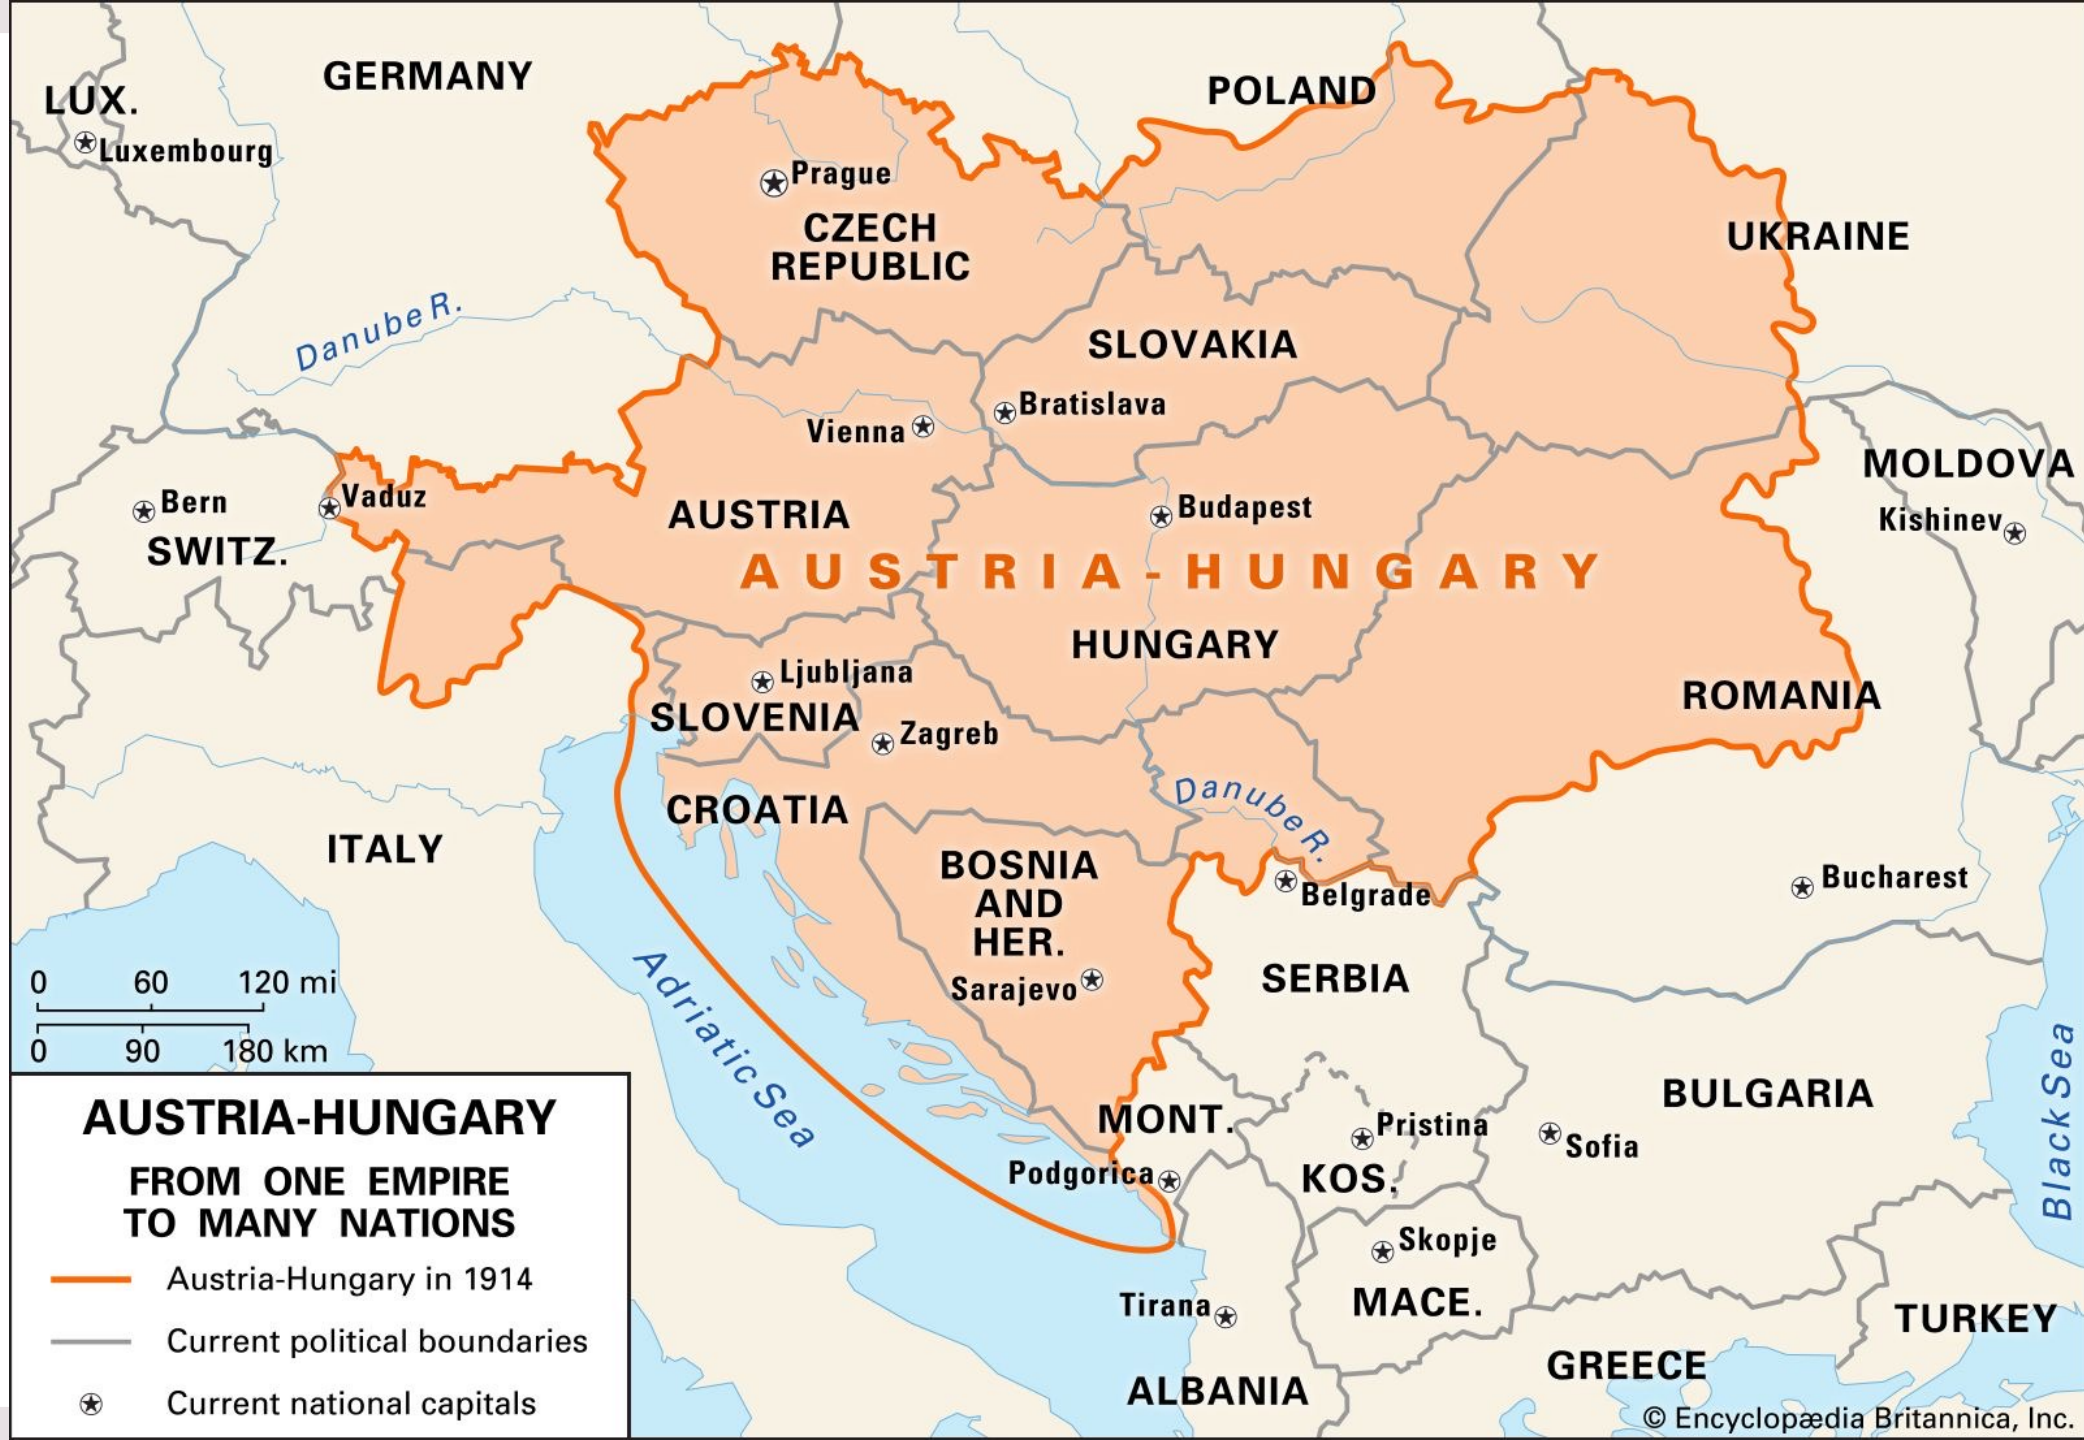 LUX.
Luxembourg
GERMANY
POLAND
Prague
CZECH
REPUBLIC
UKRAINE
Danube R.
SLOVAKIA
Bratislava
Vienna
MOLDOVA
Kishinev
Bern
SWITZ.
Vaduz
AUSTRIA
Budapest
AUSTRIA-HUNGARY
HUNGARY
ROMANIA
Ljubljana
SLOVENIA
Zagreb
CROATIA
Danube R.
ITALY
BOSNIA
AND
HER.
Sarajevo
Belgrade
Bucharest
SERBIA
Adriatic Sea
Black Sea
0 60 120 mi
0 90 180 km
MONT.
Podgorica
Pristina
KOS.
Sofia
BULGARIA
Skopje
MACE.
Tirana
ALBANIA
GREECE
TURKEY
AUSTRIA-HUNGARY
FROM ONE EMPIRE
TO MANY NATIONS
Austria-Hungary in 1914
Current political boundaries
Current national capitals
© Encyclopædia Britannica, Inc.